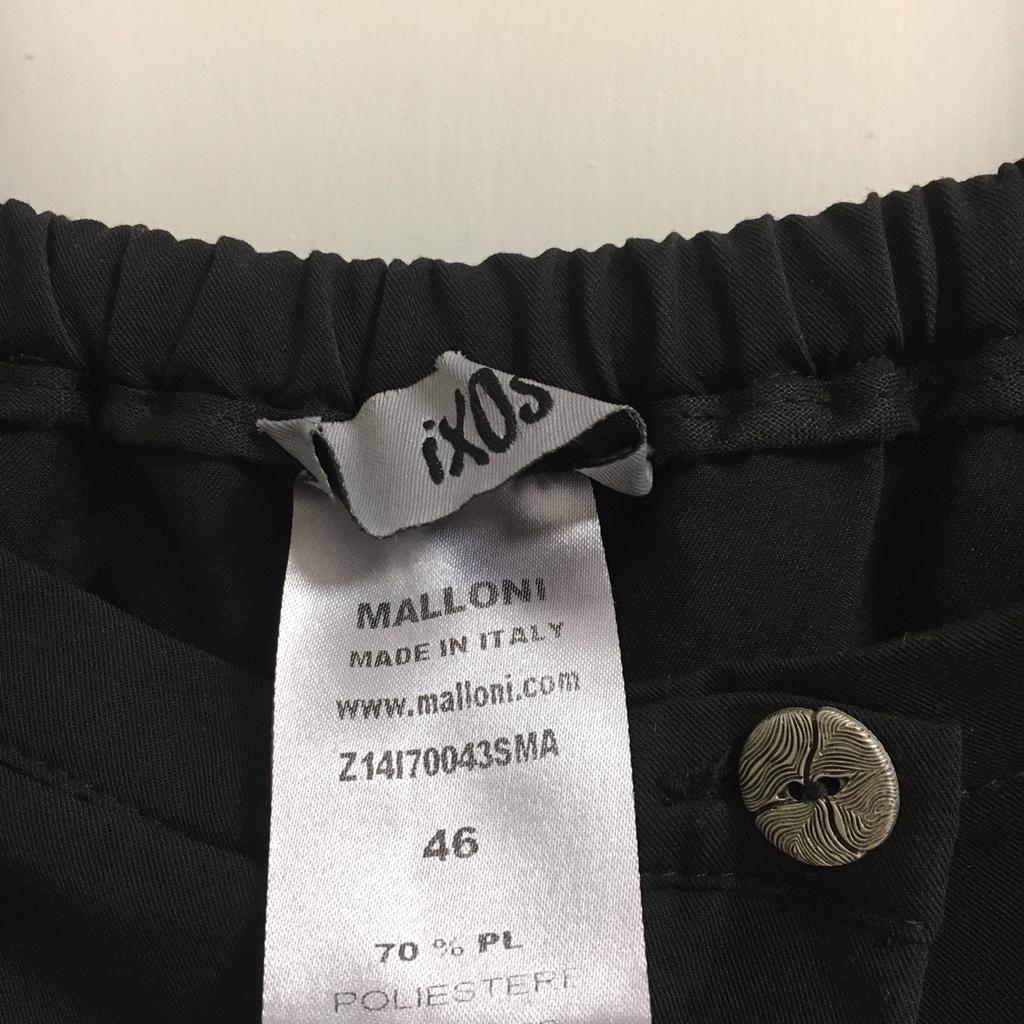 iXOs
MALLONI
MADE IN ITALY
www.malloni.com
Z14I70043SMA
46
70 % PL
POLIESTERE